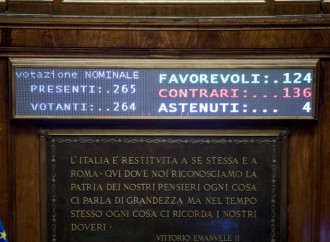 votazione NOMINALE
PRESENTI:.265
VOTANTI:.264
FAVOREVOLI:.124
CONTRARI:...136
ASTENUTI:... 4
L'ITALIA È RESTITVITA A SE STESSA E A
ROMA · QVI DOVE NOI RICONOSCIAMO LA
PATRIA DEI NOSTRI PENSIERI OGNI COSA
CI PARLA DI GRANDEZZA MA NEL TEMPO
STESSO OGNI COSA CI RICORDA I NOSTRI
DOVERI ·
VITTORIO EMANVELE II